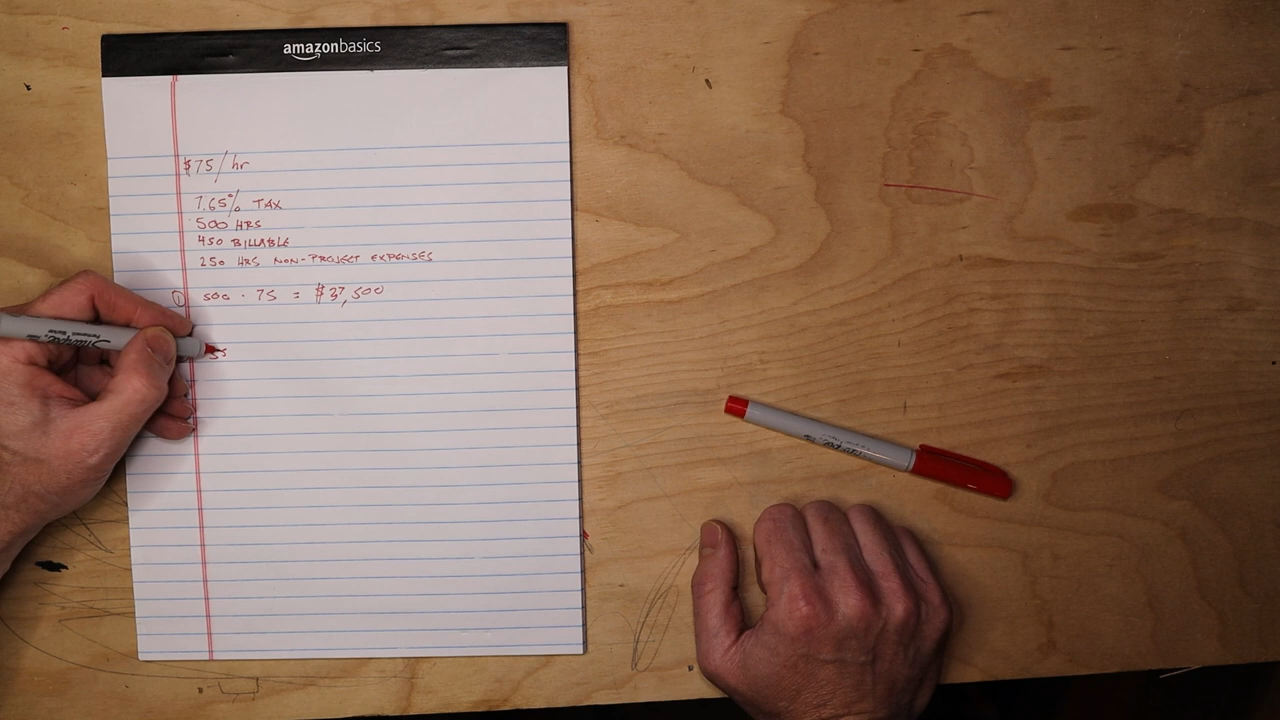 amazonbasics
$75/hr
7.65% TAX
500 HRS
450 BILLABLE
250 HRS NON-PROJECT EXPENSES
① 500 · 75 = $37,500
Sharpie